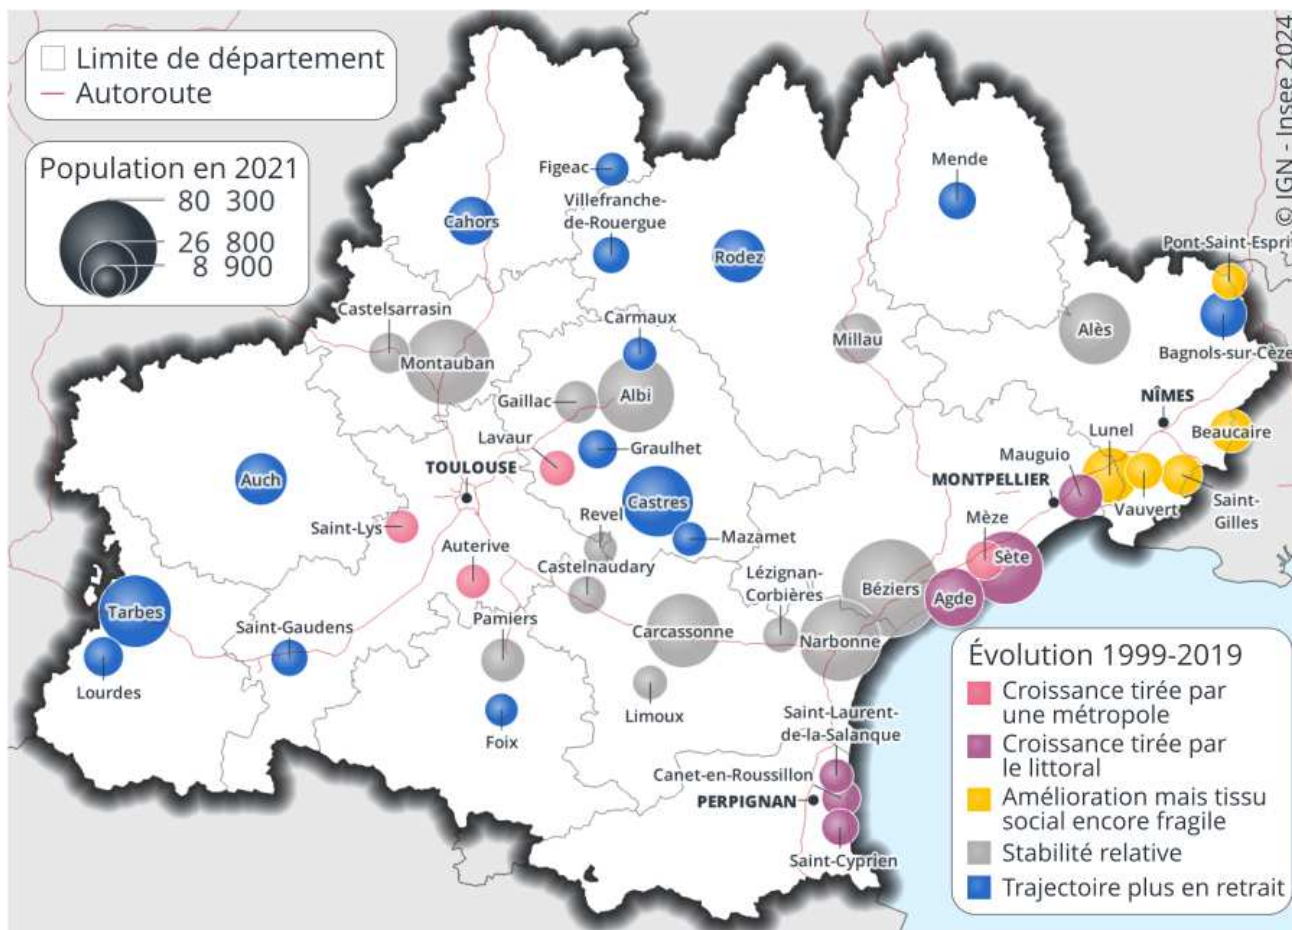 Limite de département
Autoroute
Population en 2021
80 300
26 800
8 900
© IGN - Insee 2024
Figeac
Villefranche-
de-Rouergue
Cahors
Rodez
Mende
Pont-Saint-Esprit
Castelsarrasin
Montauban
Carmaux
Millau
Alès
Bagnols-sur-Cèze
Gaillac
Albi
NÎMES
Lavaur
Graulhet
Lunel
Beaucaire
Mauguio
TOULOUSE
MONTPELLIER
Auch
Castres
Vauvert
Saint-
Gilles
Saint-Lys
Revel
Mazamet
Mèze
Auterive
Castelnaudary
Sète
Lézignan-
Corbières
Béziers
Agde
Tarbes
Saint-Gaudens
Pamiers
Carcassonne
Narbonne
Lourdes
Foix
Limoux
Saint-Laurent-
de-la-Salanque
Canet-en-Roussillon
PERPIGNAN
Saint-Cyprien
Évolution 1999-2019
Croissance tirée par
une métropole
Croissance tirée par
le littoral
Amélioration mais tissu
social encore fragile
Stabilité relative
Trajectoire plus en retrait